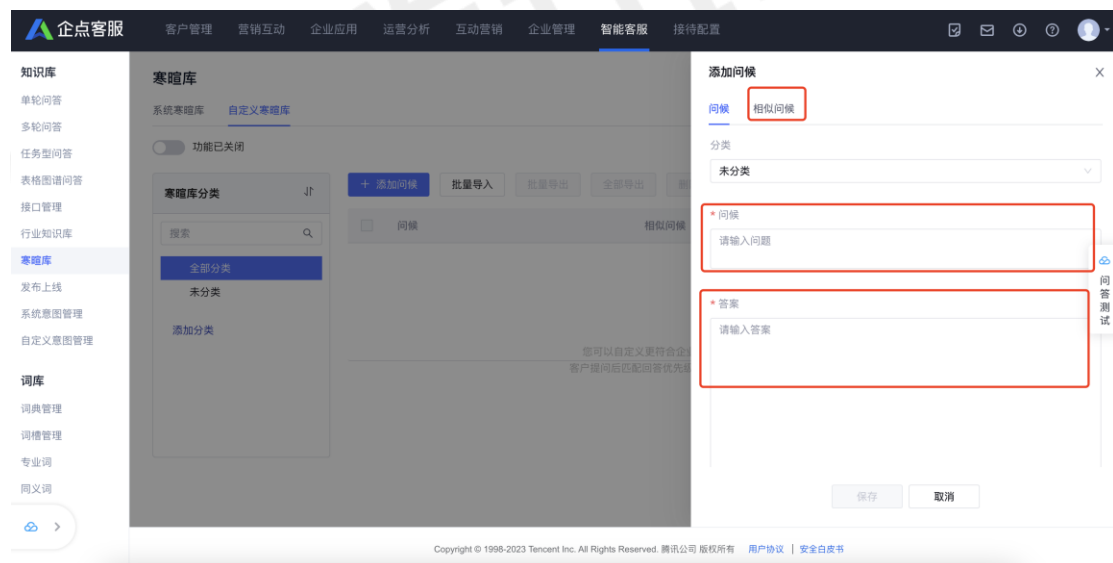 企点客服
客户管理 营销互动 企业应用 运营分析 互动营销 企业管理 智能客服 接待配置
知识库
单轮问答
多轮问答
任务型问答
表格图谱问答
接口管理
行业知识库
寒暄库
发布上线
系统意图管理
自定义意图管理
词库
词典管理
词槽管理
专业词
同义词
寒暄库
系统寒暄库 自定义寒暄库
功能已关闭
寒暄库分类
搜索
全部分类
未分类
添加分类
+ 添加问候 批量导入 批量导出 全部导出
问候 相似问候
您可以自定义更符合企业
客户提问后匹配回答优先
添加问候
问候 相似问候
分类
未分类
* 问候
请输入问题
* 答案
请输入答案
保存 取消
问答测试
Copyright © 1998-2023 Tencent Inc. All Rights Reserved. 腾讯公司 版权所有 用户协议 | 安全白皮书